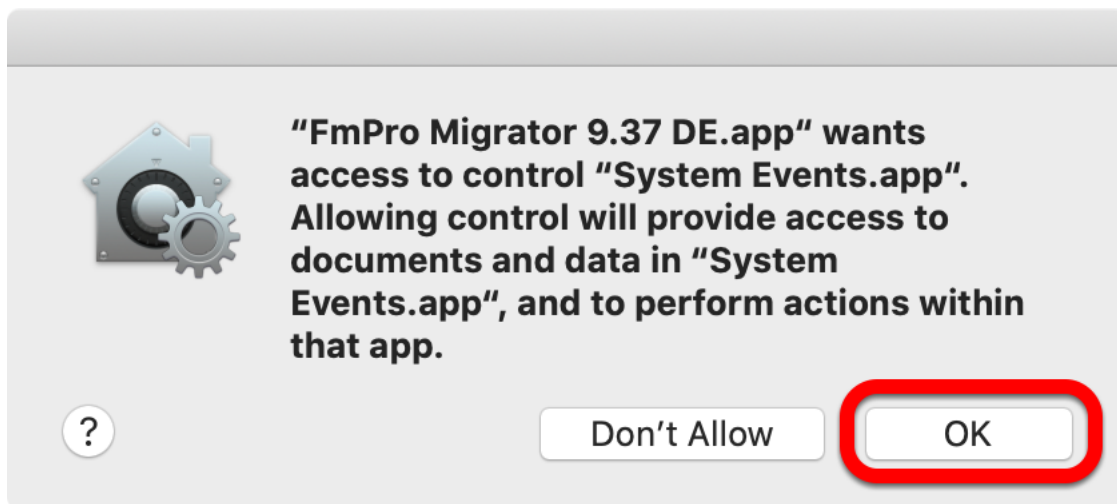 “FmPro Migrator 9.37 DE.app“ wants
access to control “System Events.app“.
Allowing control will provide access to
documents and data in “System
Events.app“, and to perform actions within
that app.
? Don’t Allow OK